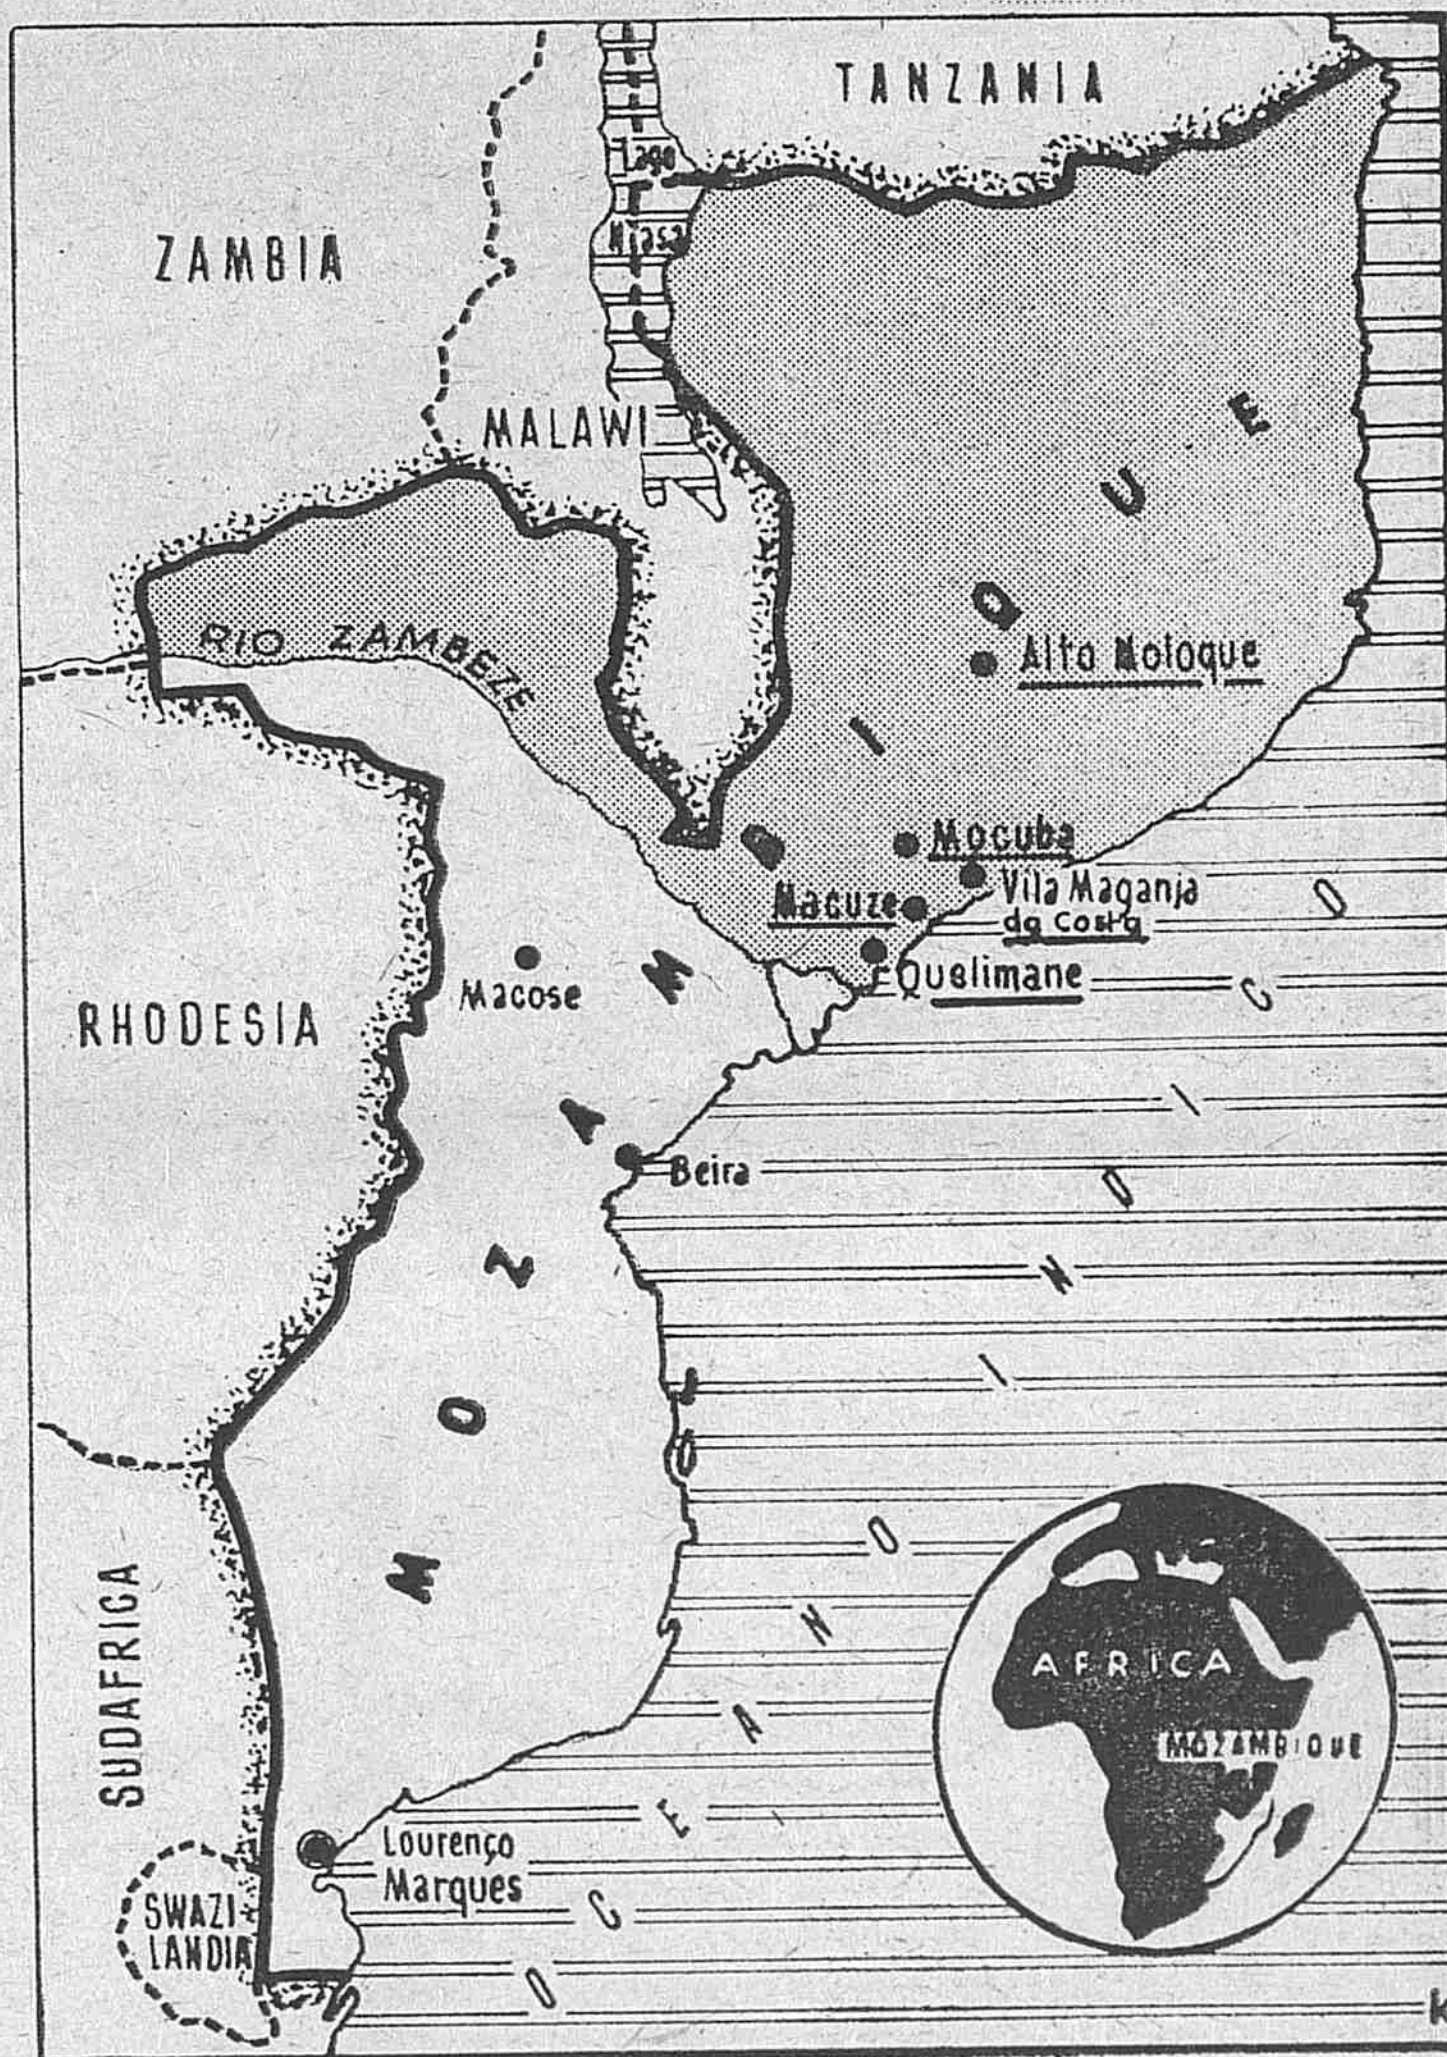 TANZANIA
Lago
Niasa
ZAMBIA
MALAWI
RIO ZAMBEZE
MOZAMBIQUE
Alto Moloque
Mocuba
Vila Maganja
da Costa
Macuze
Quelimane
Macose
RHODESIA
Beira
OCEANO INDICO
SUDAFRICA
AFRICA
MOZAMBIQUE
Lourenço
Marques
SWAZI-
LANDIA